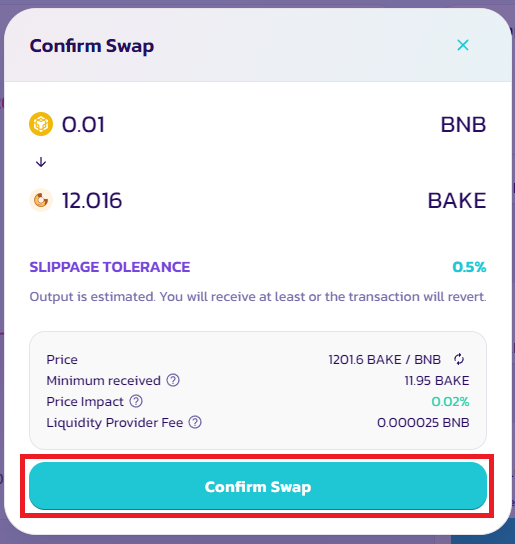 Confirm Swap
0.01 BNB
12.016 BAKE
SLIPPAGE TOLERANCE 0.5%
Output is estimated. You will receive at least or the transaction will revert.
Price 1201.6 BAKE / BNB
Minimum received 11.95 BAKE
Price Impact 0.02%
Liquidity Provider Fee 0.000025 BNB
Confirm Swap